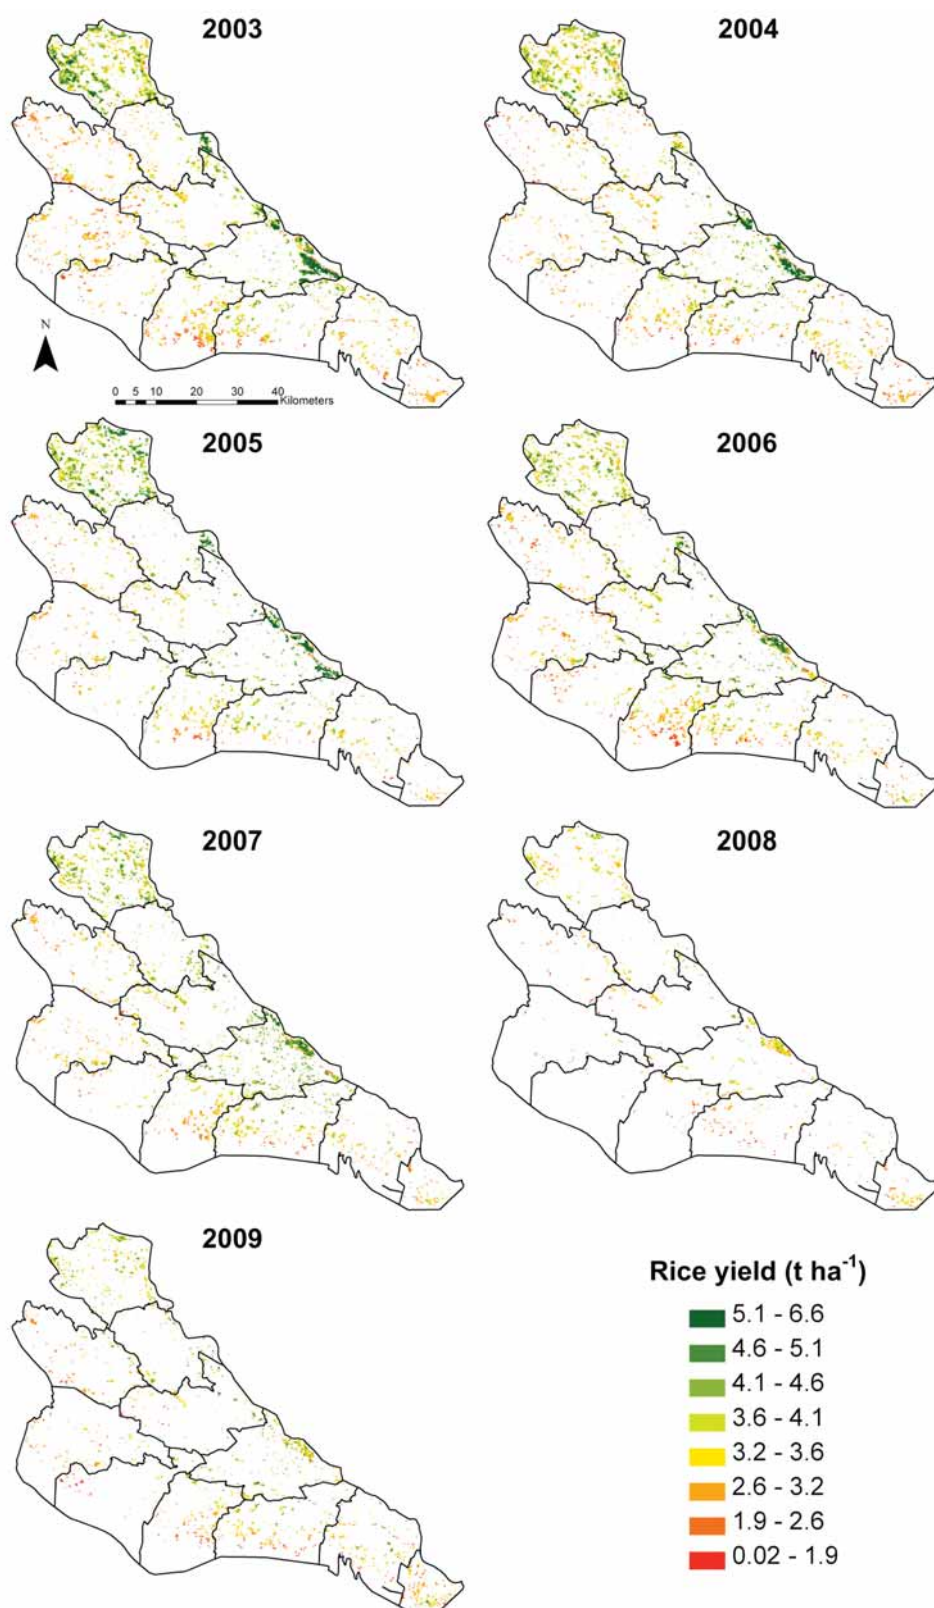 2003
2004
N
0 5 10 20 30 40
Kilometers
2005
2006
2007
2008
2009
Rice yield (t ha⁻¹)
5.1 - 6.6
4.6 - 5.1
4.1 - 4.6
3.6 - 4.1
3.2 - 3.6
2.6 - 3.2
1.9 - 2.6
0.02 - 1.9